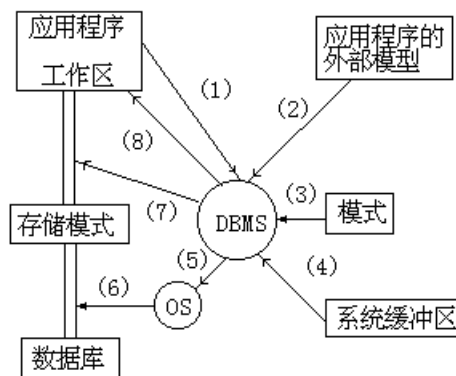 应用程序
工作区
应用程序的
外部模型
(1)
(2)
(8)
(3)
模式
(7)
DBMS
存储模式
(5)
(4)
(6)
OS
系统缓冲区
数据库